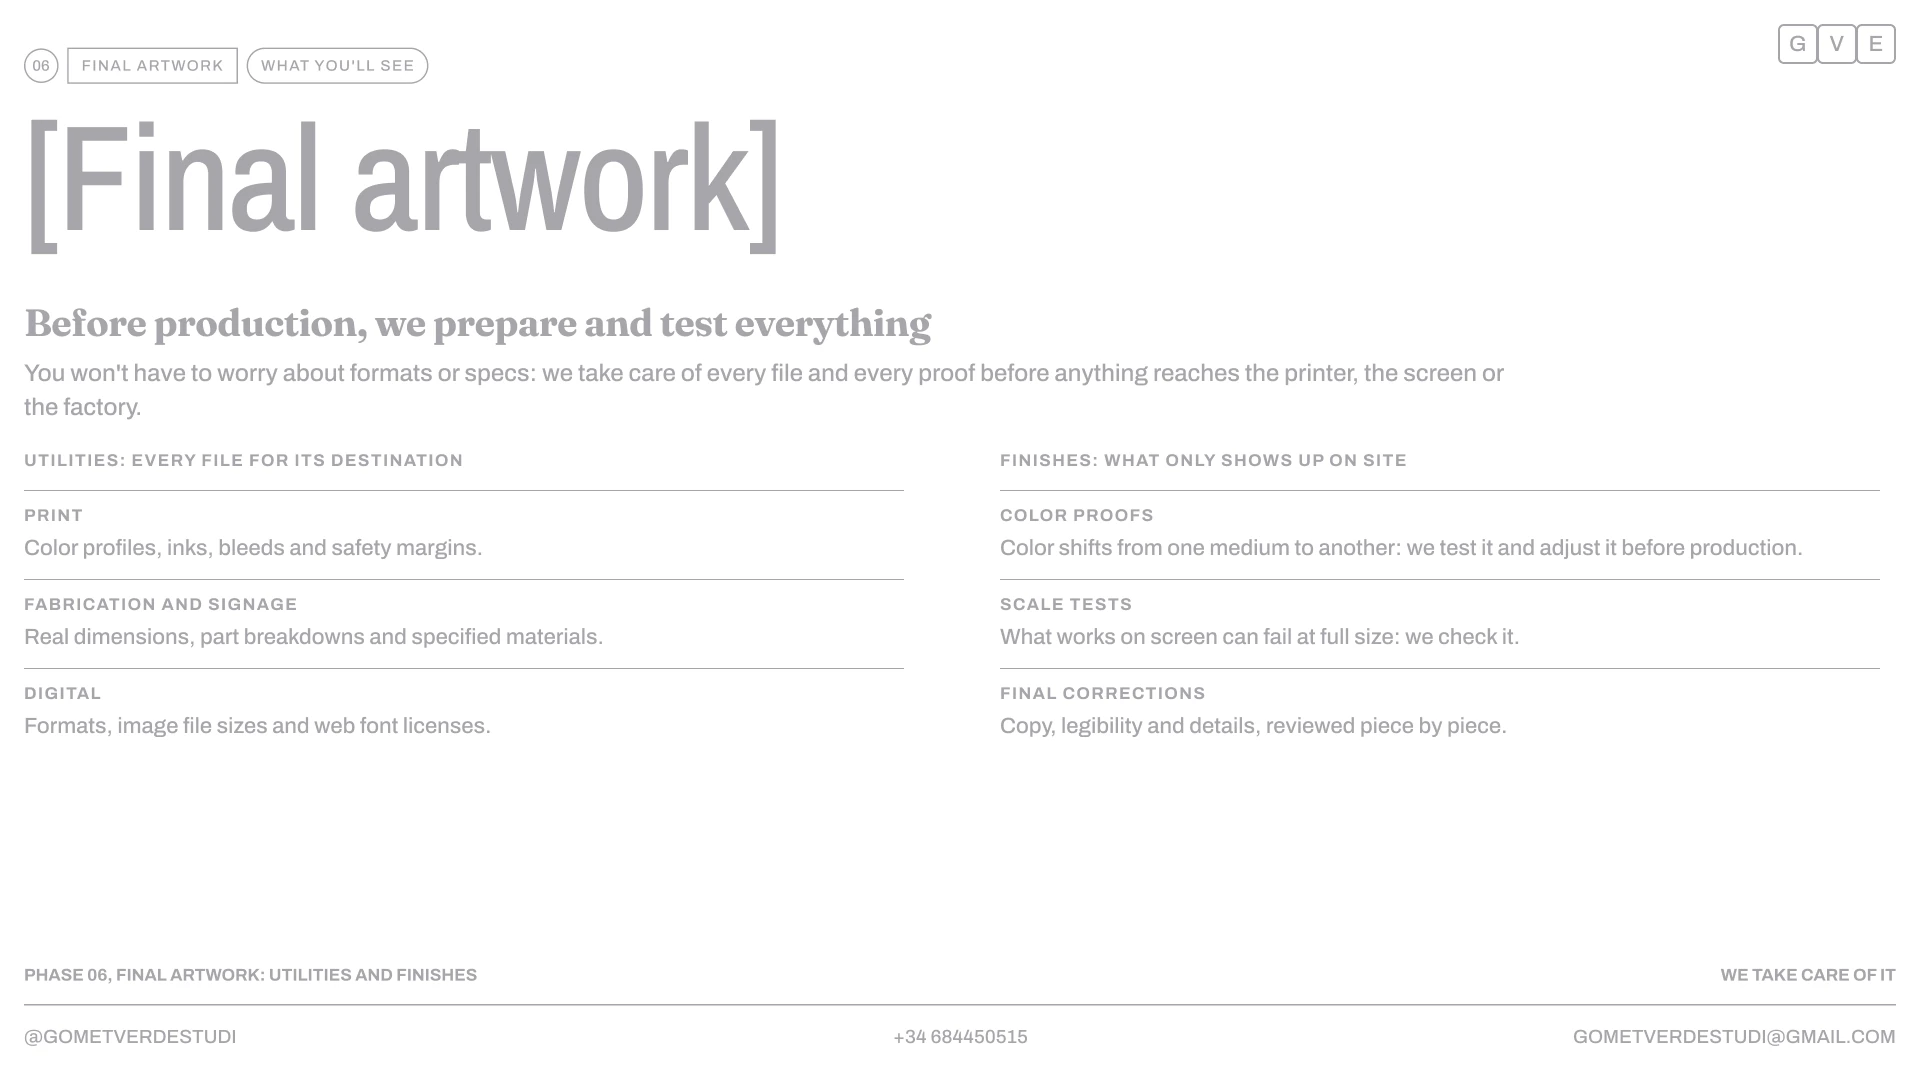 06 FINAL ARTWORK WHAT YOU'LL SEE
G V E
[Final artwork]
Before production, we prepare and test everything
You won't have to worry about formats or specs: we take care of every file and every proof before anything reaches the printer, the screen or
the factory.
UTILITIES: EVERY FILE FOR ITS DESTINATION
PRINT
Color profiles, inks, bleeds and safety margins.
FABRICATION AND SIGNAGE
Real dimensions, part breakdowns and specified materials.
DIGITAL
Formats, image file sizes and web font licenses.
FINISHES: WHAT ONLY SHOWS UP ON SITE
COLOR PROOFS
Color shifts from one medium to another: we test it and adjust it before production.
SCALE TESTS
What works on screen can fail at full size: we check it.
FINAL CORRECTIONS
Copy, legibility and details, reviewed piece by piece.
PHASE 06, FINAL ARTWORK: UTILITIES AND FINISHES
WE TAKE CARE OF IT
@GOMETVERDESTUDI
+34 684450515
GOMETVERDESTUDI@GMAIL.COM